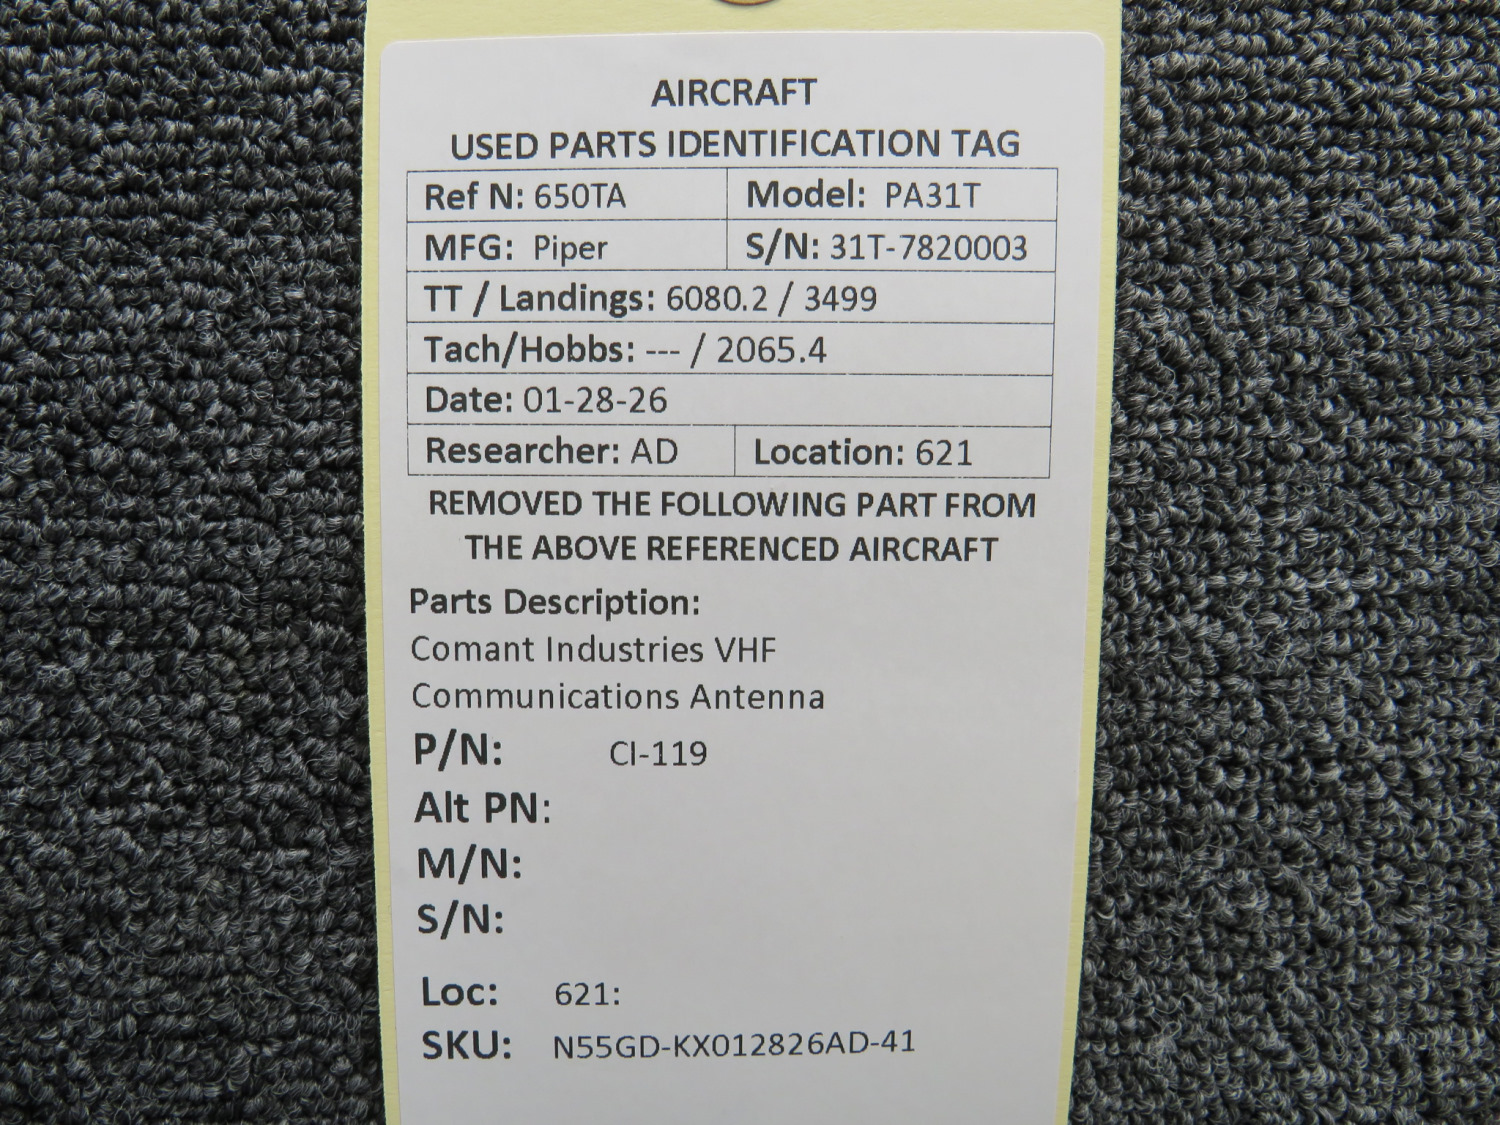 AIRCRAFT
USED PARTS IDENTIFICATION TAG
Ref N: 650TA Model: PA31T
MFG: Piper S/N: 31T-7820003
TT / Landings: 6080.2 / 3499
Tach/Hobbs: --- / 2065.4
Date: 01-28-26
Researcher: AD Location: 621
REMOVED THE FOLLOWING PART FROM
THE ABOVE REFERENCED AIRCRAFT
Parts Description:
Comant Industries VHF
Communications Antenna
P/N: CI-119
Alt PN:
M/N:
S/N:
Loc: 621:
SKU: N55GD-KX012826AD-41